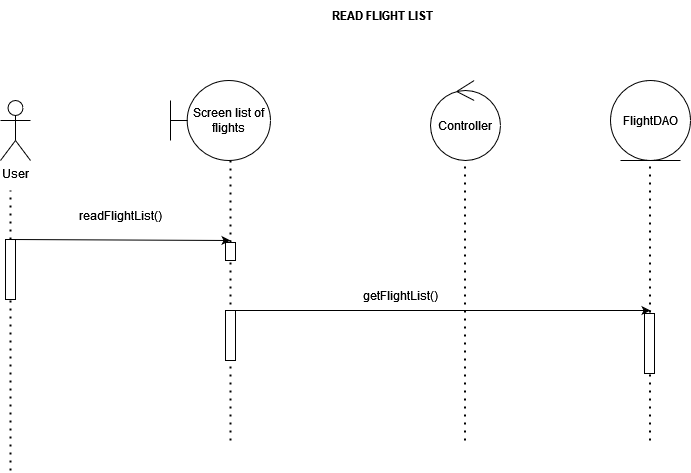 READ FLIGHT LIST
Screen list of
flights
Controller
FlightDAO
User
readFlightList()
getFlightList()